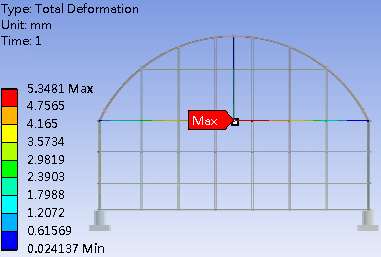 Type: Total Deformation
Unit: mm
Time: 1
5.3481 Max
4.7565
4.165
3.5734
2.9819
2.3903
1.7988
1.2072
0.61569
0.024137 Min
Max